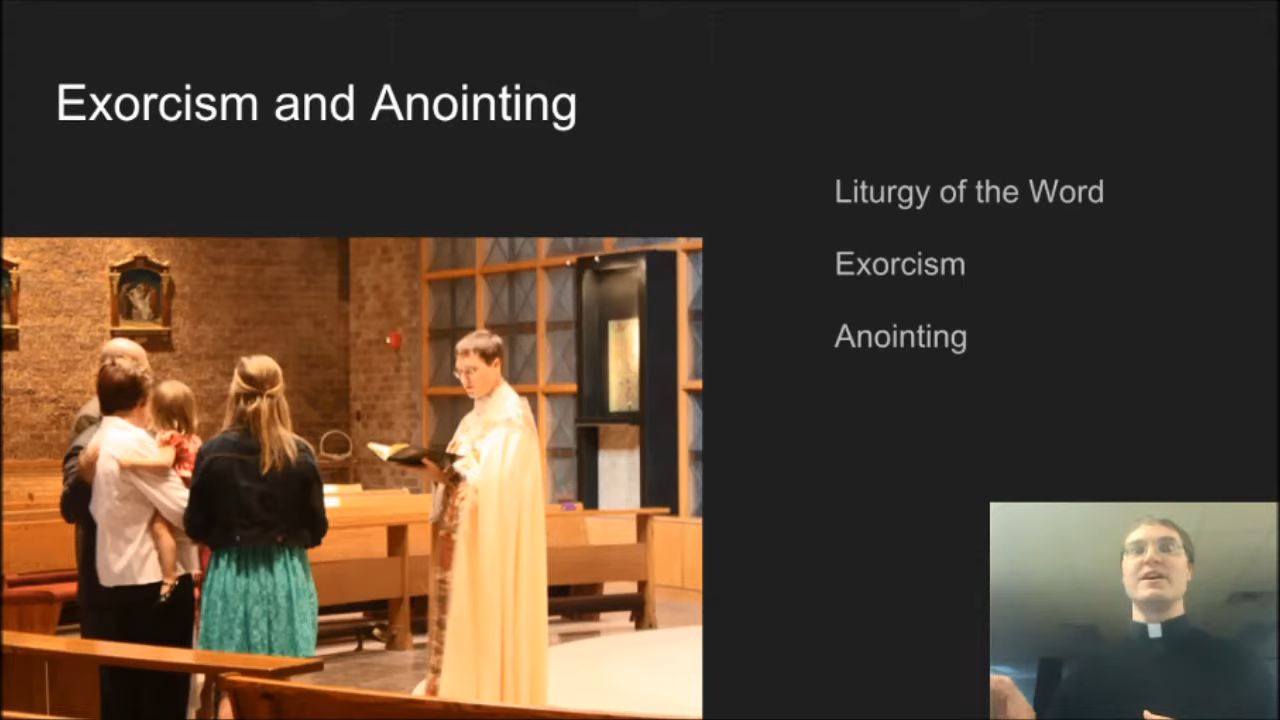 Exorcism and Anointing
Liturgy of the Word
Exorcism
Anointing